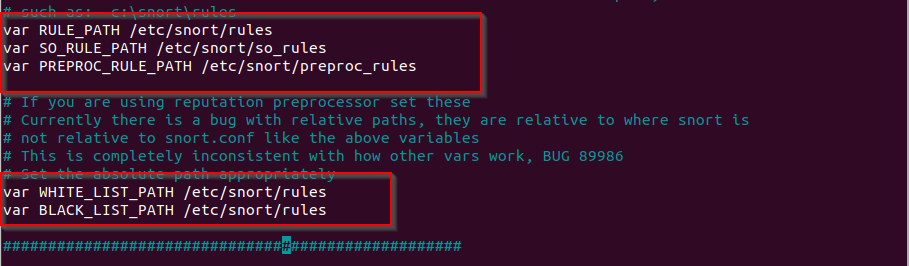 # such as: c:\snort\rules
var RULE_PATH /etc/snort/rules
var SO_RULE_PATH /etc/snort/so_rules
var PREPROC_RULE_PATH /etc/snort/preproc_rules
# If you are using reputation preprocessor set these
# Currently there is a bug with relative paths, they are relative to where snort is
# not relative to snort.conf like the above variables
# This is completely inconsistent with how other vars work, BUG 89986
# Set the absolute path appropriately
var WHITE_LIST_PATH /etc/snort/rules
var BLACK_LIST_PATH /etc/snort/rules
###################################################